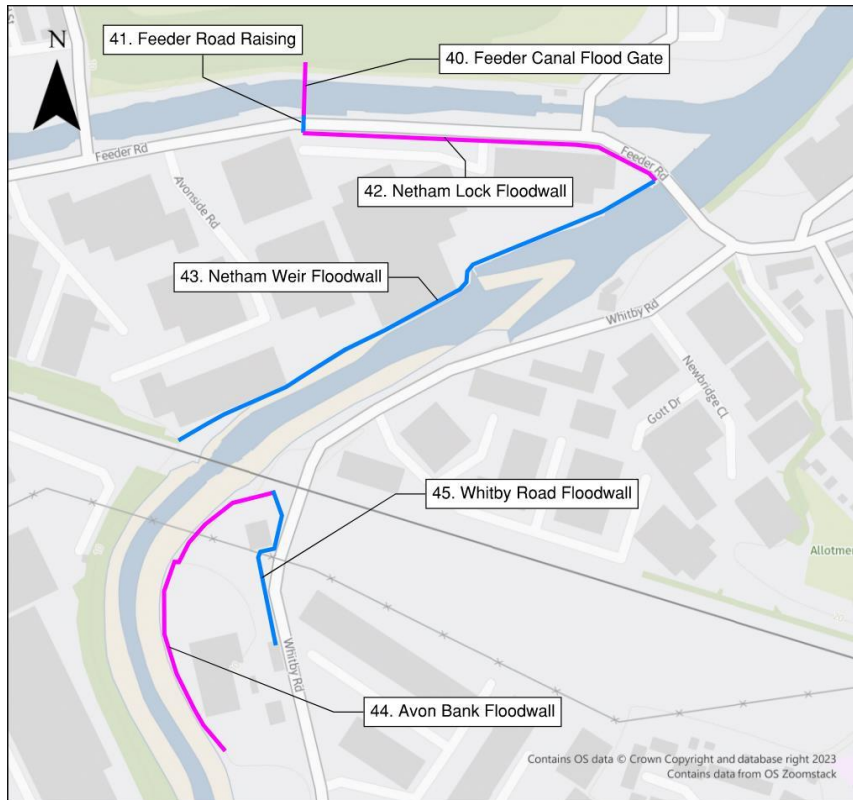 N
41. Feeder Road Raising
40. Feeder Canal Flood Gate
Feeder Rd
Avonside Rd
Feeder Rd
42. Netham Lock Floodwall
43. Netham Weir Floodwall
Whitby Rd
Newbridge Cl
Gott Dr
45. Whitby Road Floodwall
Allotme
Whitby Rd
44. Avon Bank Floodwall
Contains OS data © Crown Copyright and database right 2023
Contains data from OS Zoomstack